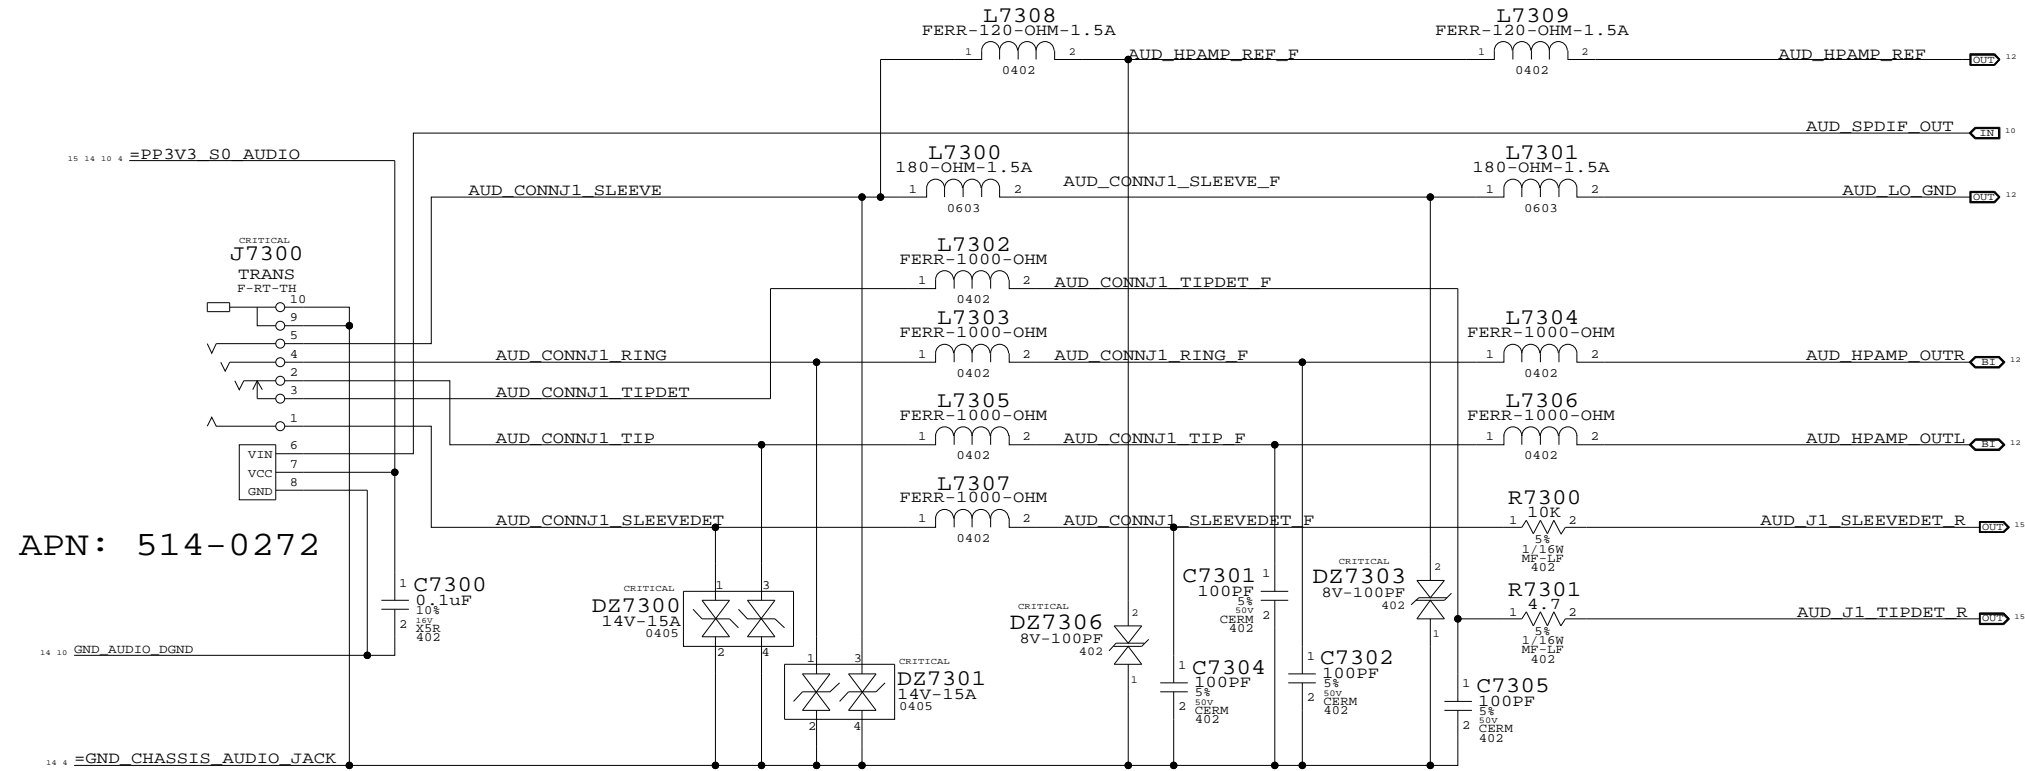 L7308
FERR-120-OHM-1.5A
1 2
0402
AUD_HPAMP_REF_F
L7309
FERR-120-OHM-1.5A
1 2
0402
AUD_HPAMP_REF
OUT 12
AUD_SPDIF_OUT
IN 10
15 14 10 4 =PP3V3_S0_AUDIO
AUD_CONNJ1_SLEEVE
L7300
180-OHM-1.5A
1 2
0603
AUD_CONNJ1_SLEEVE_F
L7301
180-OHM-1.5A
1 2
0603
AUD_LO_GND
OUT 12
CRITICAL
J7300
TRANS
F-RT-TH
10
9
5
4
2
3
1
VIN 6
VCC 7
GND 8
L7302
FERR-1000-OHM
1 2
0402
AUD_CONNJ1_TIPDET_F
AUD_CONNJ1_RING
L7303
FERR-1000-OHM
1 2
0402
AUD_CONNJ1_RING_F
L7304
FERR-1000-OHM
1 2
0402
AUD_HPAMP_OUTR
BI 12
AUD_CONNJ1_TIPDET
AUD_CONNJ1_TIP
L7305
FERR-1000-OHM
1 2
0402
AUD_CONNJ1_TIP_F
L7306
FERR-1000-OHM
1 2
0402
AUD_HPAMP_OUTL
BI 12
AUD_CONNJ1_SLEEVEDET
L7307
FERR-1000-OHM
1 2
0402
AUD_CONNJ1_SLEEVEDET_F
R7300
10K
1 2
5%
1/16W
MF-LF
402
AUD_J1_SLEEVEDET_R
OUT 15
APN: 514-0272
1 C7300
0.1uF
10%
16V
2 X5R
402
CRITICAL
DZ7300
14V-15A
0405
1 3
2 4
CRITICAL
DZ7301
14V-15A
0405
1 3
2 4
CRITICAL
DZ7306
8V-100PF
402
2
1
C7301 1
100PF
5%
50V
CERM 2
402
CRITICAL
DZ7303
8V-100PF
402
2
1
R7301
4.7
1 2
5%
1/16W
MF-LF
402
AUD_J1_TIPDET_R
OUT 15
1 C7304
100PF
5%
50V
2 CERM
402
1 C7302
100PF
5%
50V
2 CERM
402
1 C7305
100PF
5%
50V
2 CERM
402
14 10 GND_AUDIO_DGND
14 4 =GND_CHASSIS_AUDIO_JACK